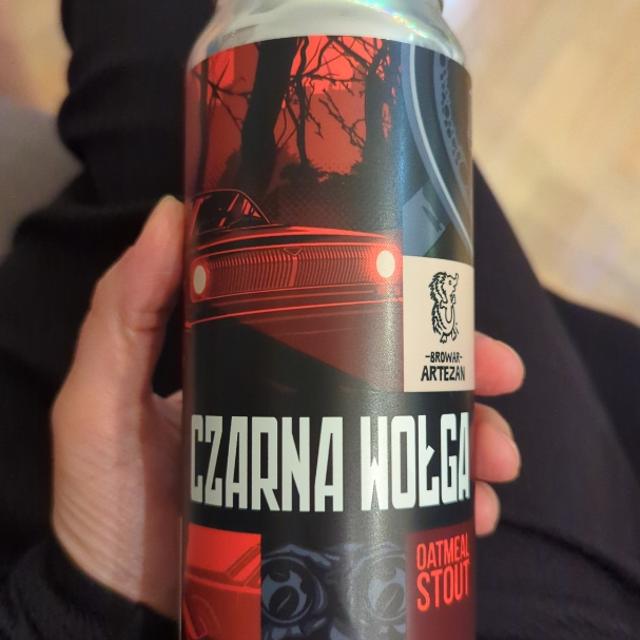 -BROWAR-
ARTEZAN
CZARNA WOŁGA
OATMEAL
STOUT